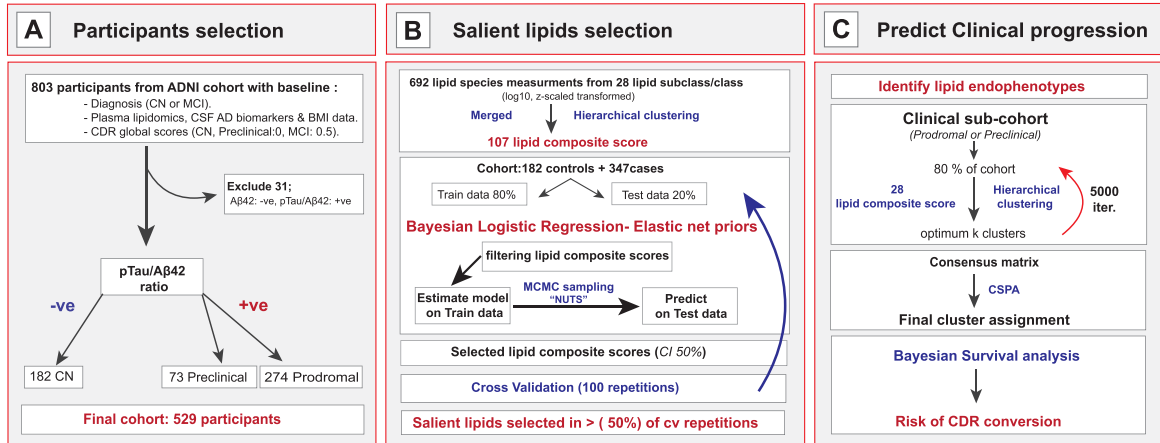 A
Participants selection
803 participants from ADNI cohort with baseline :
- Diagnosis (CN or MCI).
- Plasma lipidomics, CSF AD biomarkers & BMI data.
- CDR global scores (CN, Preclinical:0, MCI: 0.5).
Exclude 31;
Aβ42: -ve, pTau/Aβ42: +ve
pTau/Aβ42
ratio
-ve
+ve
182 CN
73 Preclinical
274 Prodromal
Final cohort: 529 participants
B
Salient lipids selection
692 lipid species measurments from 28 lipid subclass/class
(log10, z-scaled transformed)
Merged
Hierarchical clustering
107 lipid composite score
Cohort:182 controls + 347cases
Train data 80%
Test data 20%
Bayesian Logistic Regression- Elastic net priors
filtering lipid composite scores
Estimate model
on Train data
MCMC sampling
“NUTS”
Predict
on Test data
Selected lipid composite scores (CI 50%)
Cross Validation (100 repetitions)
Salient lipids selected in > ( 50%) of cv repetitions
C
Predict Clinical progression
Identify lipid endophenotypes
Clinical sub-cohort
(Prodromal or Preclinical)
80 % of cohort
28
lipid composite score
Hierarchical
clustering
5000
iter.
optimum k clusters
Consensus matrix
CSPA
Final cluster assignment
Bayesian Survival analysis
Risk of CDR conversion